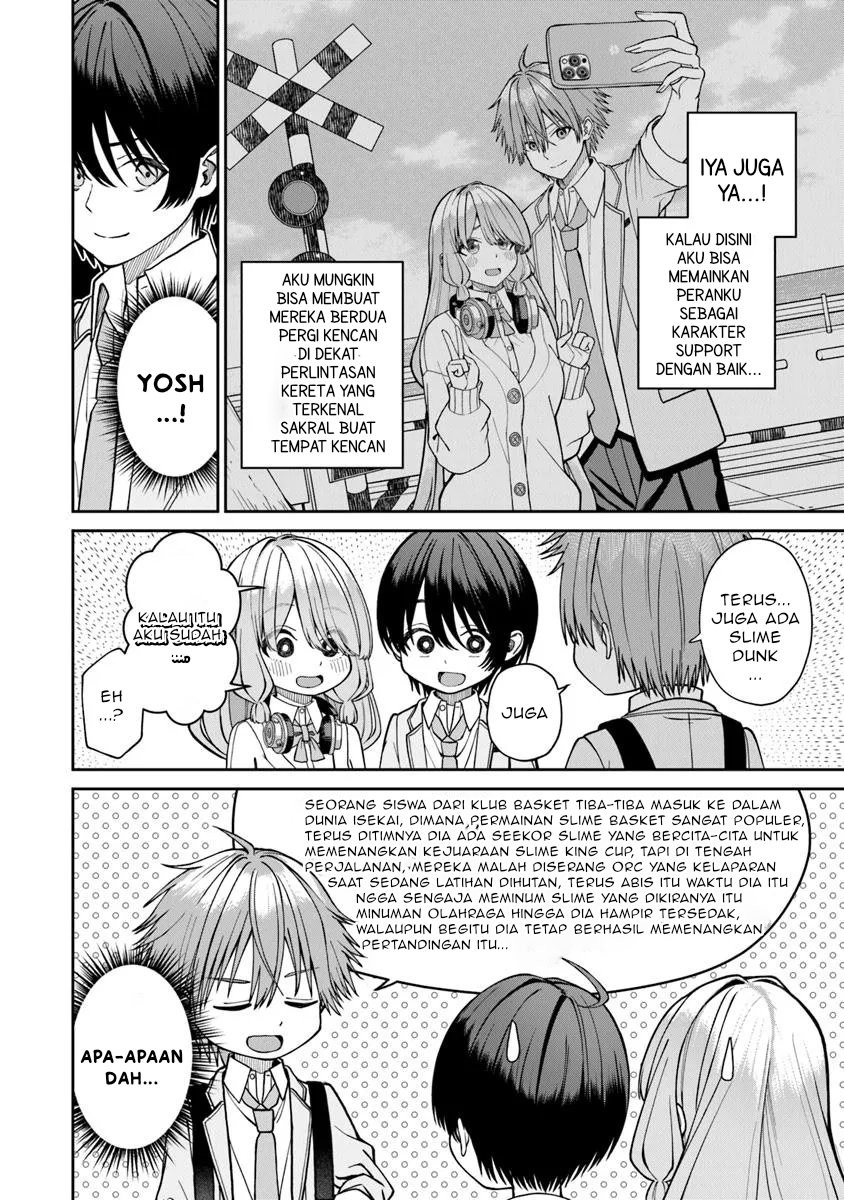 IYA JUGA
YA...!
KALAU DISINI
AKU BISA
MEMAINKAN
PERANKU
SEBAGAI
KARAKTER
SUPPORT
DENGAN BAIK...
AKU MUNGKIN
BISA MEMBUAT
MEREKA BERDUA
PERGI KENCAN
DI DEKAT
PERLINTASAN
KERETA YANG
TERKENAL
SAKRAL BUAT
TEMPAT KENCAN
YOSH
...!
TERUS...
JUGA ADA
SLIME
DUNK
...
JUGA
KALAU ITU
AKU SUDAH
....
EH
...?
SEORANG SISWA DARI KLUB BASKET TIBA-TIBA MASUK KE DALAM
DUNIA ISEKAI, DIMANA PERMAINAN SLIME BASKET SANGAT POPULER,
TERUS DITIMNYA DIA ADA SEEKOR SLIME YANG BERCITA-CITA UNTUK
MEMENANGKAN KEJUARAAN SLIME KING CUP, TAPI DI TENGAH
PERJALANAN, MEREKA MALAH DISERANG ORC YANG KELAPARAN
SAAT SEDANG LATIHAN DIHUTAN, TERUS ABIS ITU WAKTU DIA ITU
NGGA SENGAJA MEMINUM SLIME YANG DIKIRANYA ITU
MINUMAN OLAHRAGA HINGGA DIA HAMPIR TERSEDAK,
WALAUPUN BEGITU DIA TETAP BERHASIL MEMENANGKAN
PERTANDINGAN ITU...
APA-APAAN
DAH...